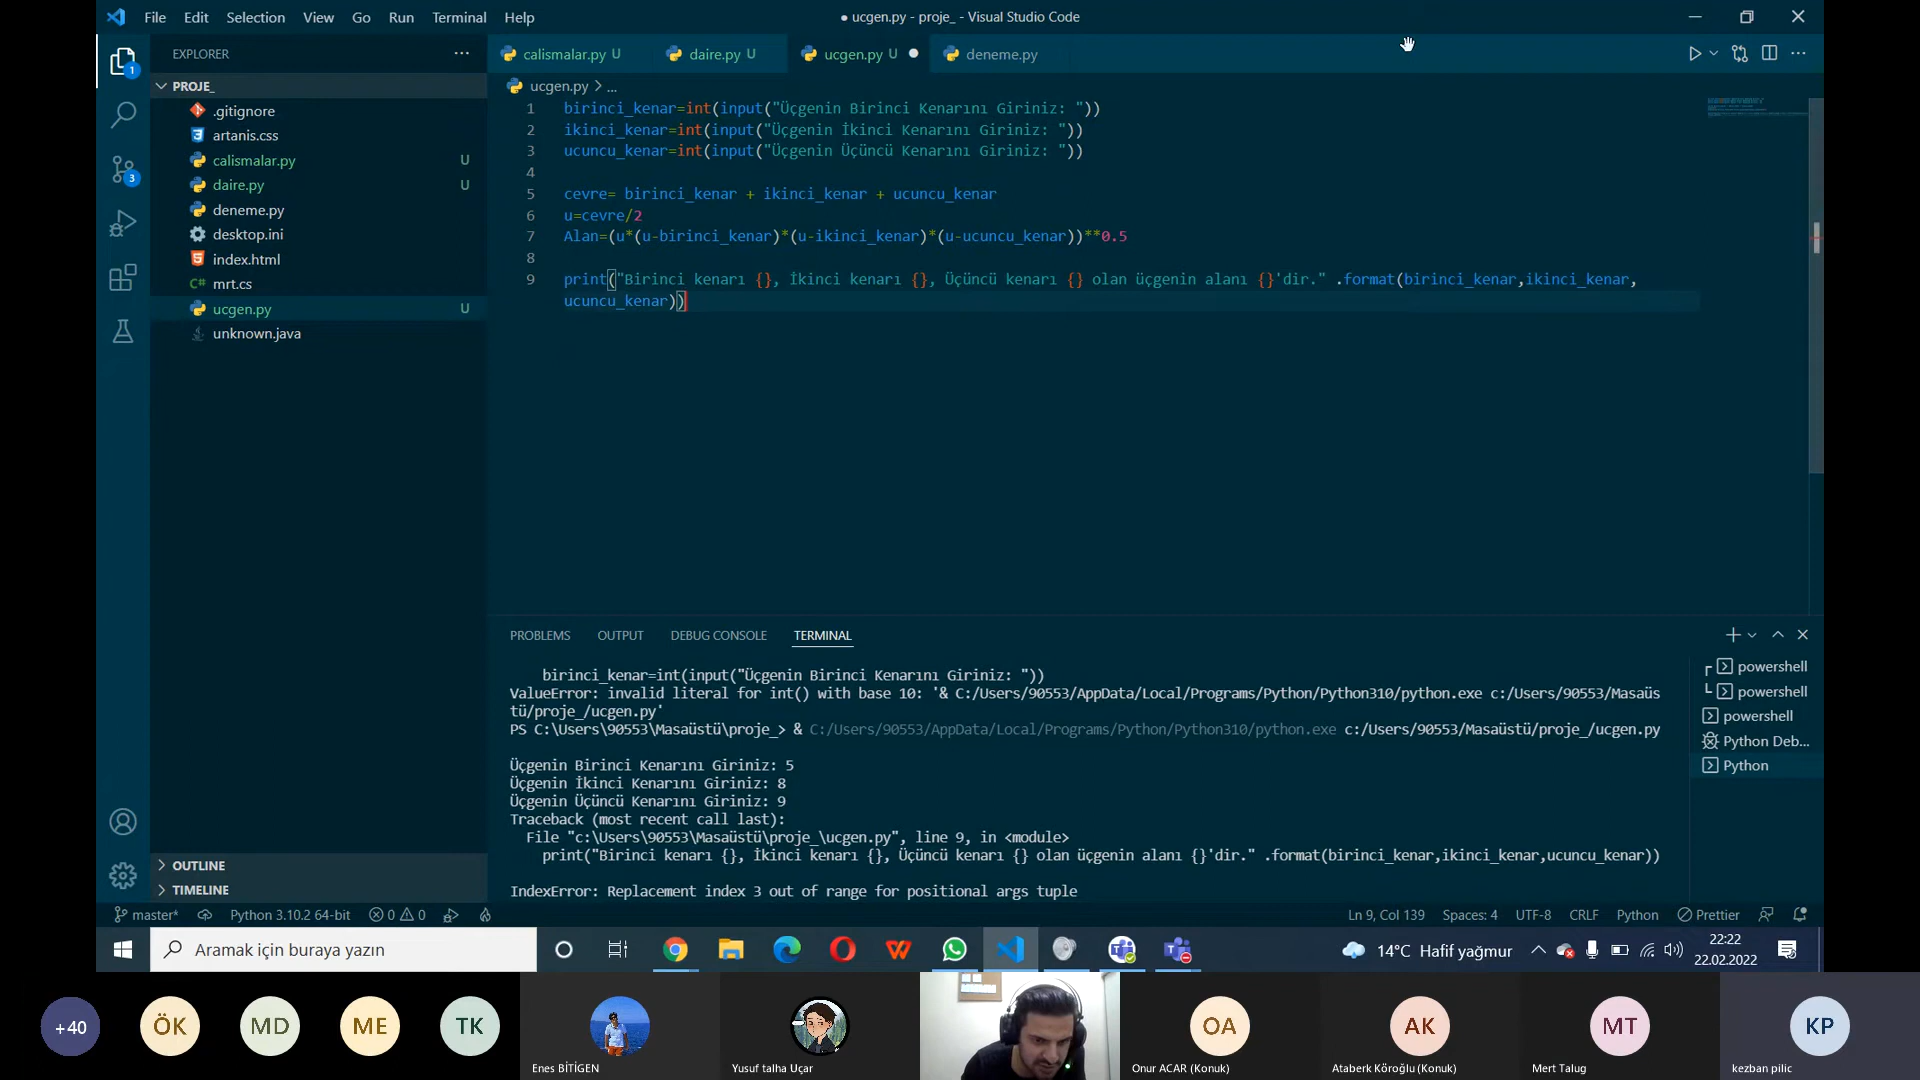 File Edit Selection View Go Run Terminal Help
● ucgen.py - proje_ - Visual Studio Code
EXPLORER
calismalar.py U
daire.py U
ucgen.py U
deneme.py
PROJE_
.gitignore
artanis.css
calismalar.py U
daire.py U
deneme.py
desktop.ini
index.html
mrt.cs
ucgen.py U
unknown.java
OUTLINE
TIMELINE
ucgen.py > ...
1 birinci_kenar=int(input("Üçgenin Birinci Kenarını Giriniz: "))
2 ikinci_kenar=int(input("Üçgenin İkinci Kenarını Giriniz: "))
3 ucuncu_kenar=int(input("Üçgenin Üçüncü Kenarını Giriniz: "))
4
5 cevre= birinci_kenar + ikinci_kenar + ucuncu_kenar
6 u=cevre/2
7 Alan=(u*(u-birinci_kenar)*(u-ikinci_kenar)*(u-ucuncu_kenar))**0.5
8
9 print("Birinci kenarı {}, İkinci kenarı {}, Üçüncü kenarı {} olan üçgenin alanı {}'dir." .format(birinci_kenar,ikinci_kenar,
ucuncu_kenar))
PROBLEMS OUTPUT DEBUG CONSOLE TERMINAL
birinci_kenar=int(input("Üçgenin Birinci Kenarını Giriniz: "))
ValueError: invalid literal for int() with base 10: '& C:/Users/90553/AppData/Local/Programs/Python/Python310/python.exe c:/Users/90553/Masaüs
tü/proje_/ucgen.py'
PS C:\Users\90553\Masaüstü\proje_> & C:/Users/90553/AppData/Local/Programs/Python/Python310/python.exe c:/Users/90553/Masaüstü/proje_/ucgen.py
Üçgenin Birinci Kenarını Giriniz: 5
Üçgenin İkinci Kenarını Giriniz: 8
Üçgenin Üçüncü Kenarını Giriniz: 9
Traceback (most recent call last):
File "c:\Users\90553\Masaüstü\proje_\ucgen.py", line 9, in <module>
print("Birinci kenarı {}, İkinci kenarı {}, Üçüncü kenarı {} olan üçgenin alanı {}'dir." .format(birinci_kenar,ikinci_kenar,ucuncu_kenar))
IndexError: Replacement index 3 out of range for positional args tuple
powershell
powershell
powershell
Python Deb...
Python
master* Python 3.10.2 64-bit 0 0
Ln 9, Col 139 Spaces: 4 UTF-8 CRLF Python Prettier
1
3
Aramak için buraya yazın
14°C Hafif yağmur
22:22
22.02.2022
+40 ÖK MD ME TK OA AK MT KP
Enes BİTİGEN
Yusuf talha Uçar
Onur ACAR (Konuk)
Ataberk Köroğlu (Konuk)
Mert Talug
kezban pilic